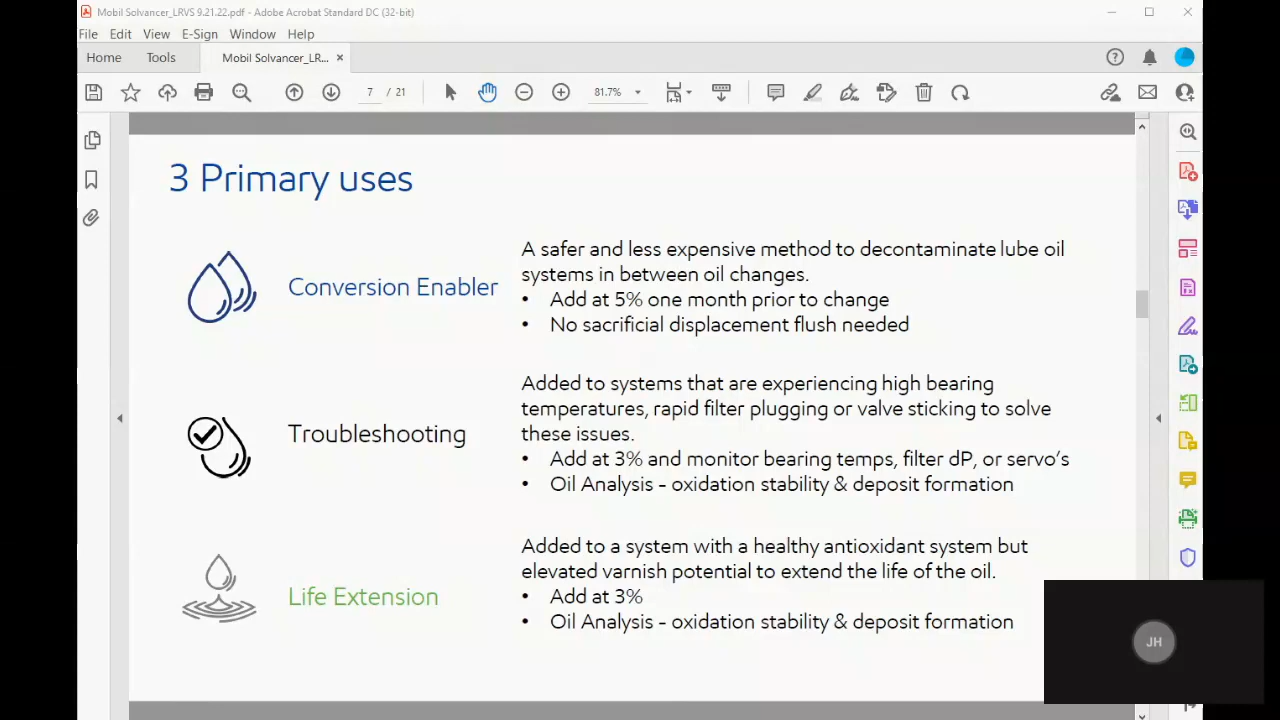 Mobil Solvancer_LRVS 9.21.22.pdf - Adobe Acrobat Standard DC (32-bit)
File Edit View E-Sign Window Help
Home Tools Mobil Solvancer_LR... ×
7 / 21 81.7%
3 Primary uses
Conversion Enabler
A safer and less expensive method to decontaminate lube oil
systems in between oil changes.
• Add at 5% one month prior to change
• No sacrificial displacement flush needed
Troubleshooting
Added to systems that are experiencing high bearing
temperatures, rapid filter plugging or valve sticking to solve
these issues.
• Add at 3% and monitor bearing temps, filter dP, or servo's
• Oil Analysis - oxidation stability & deposit formation
Life Extension
Added to a system with a healthy antioxidant system but
elevated varnish potential to extend the life of the oil.
• Add at 3%
• Oil Analysis - oxidation stability & deposit formation
JH